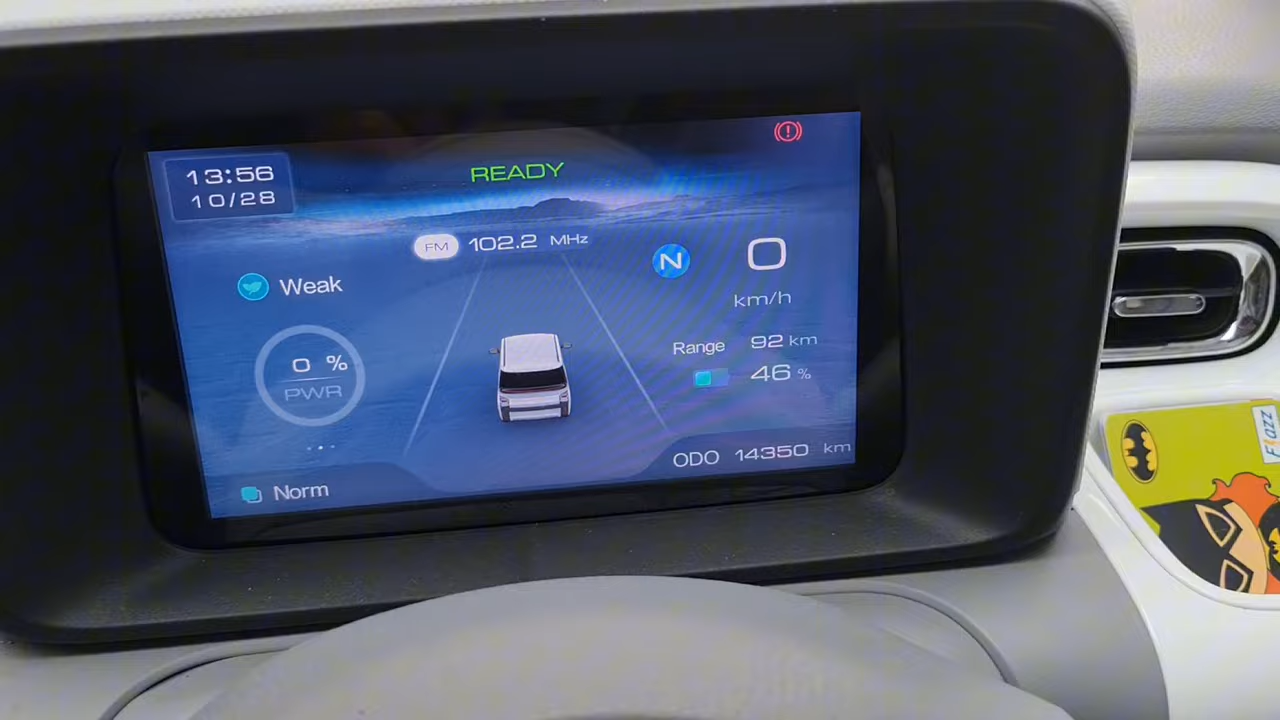 13:56
10/28
READY
FM 102.2 MHz
N
0
km/h
Weak
0 %
PWR
Range 92 km
46 %
ODO 14350 km
Norm
Flazz